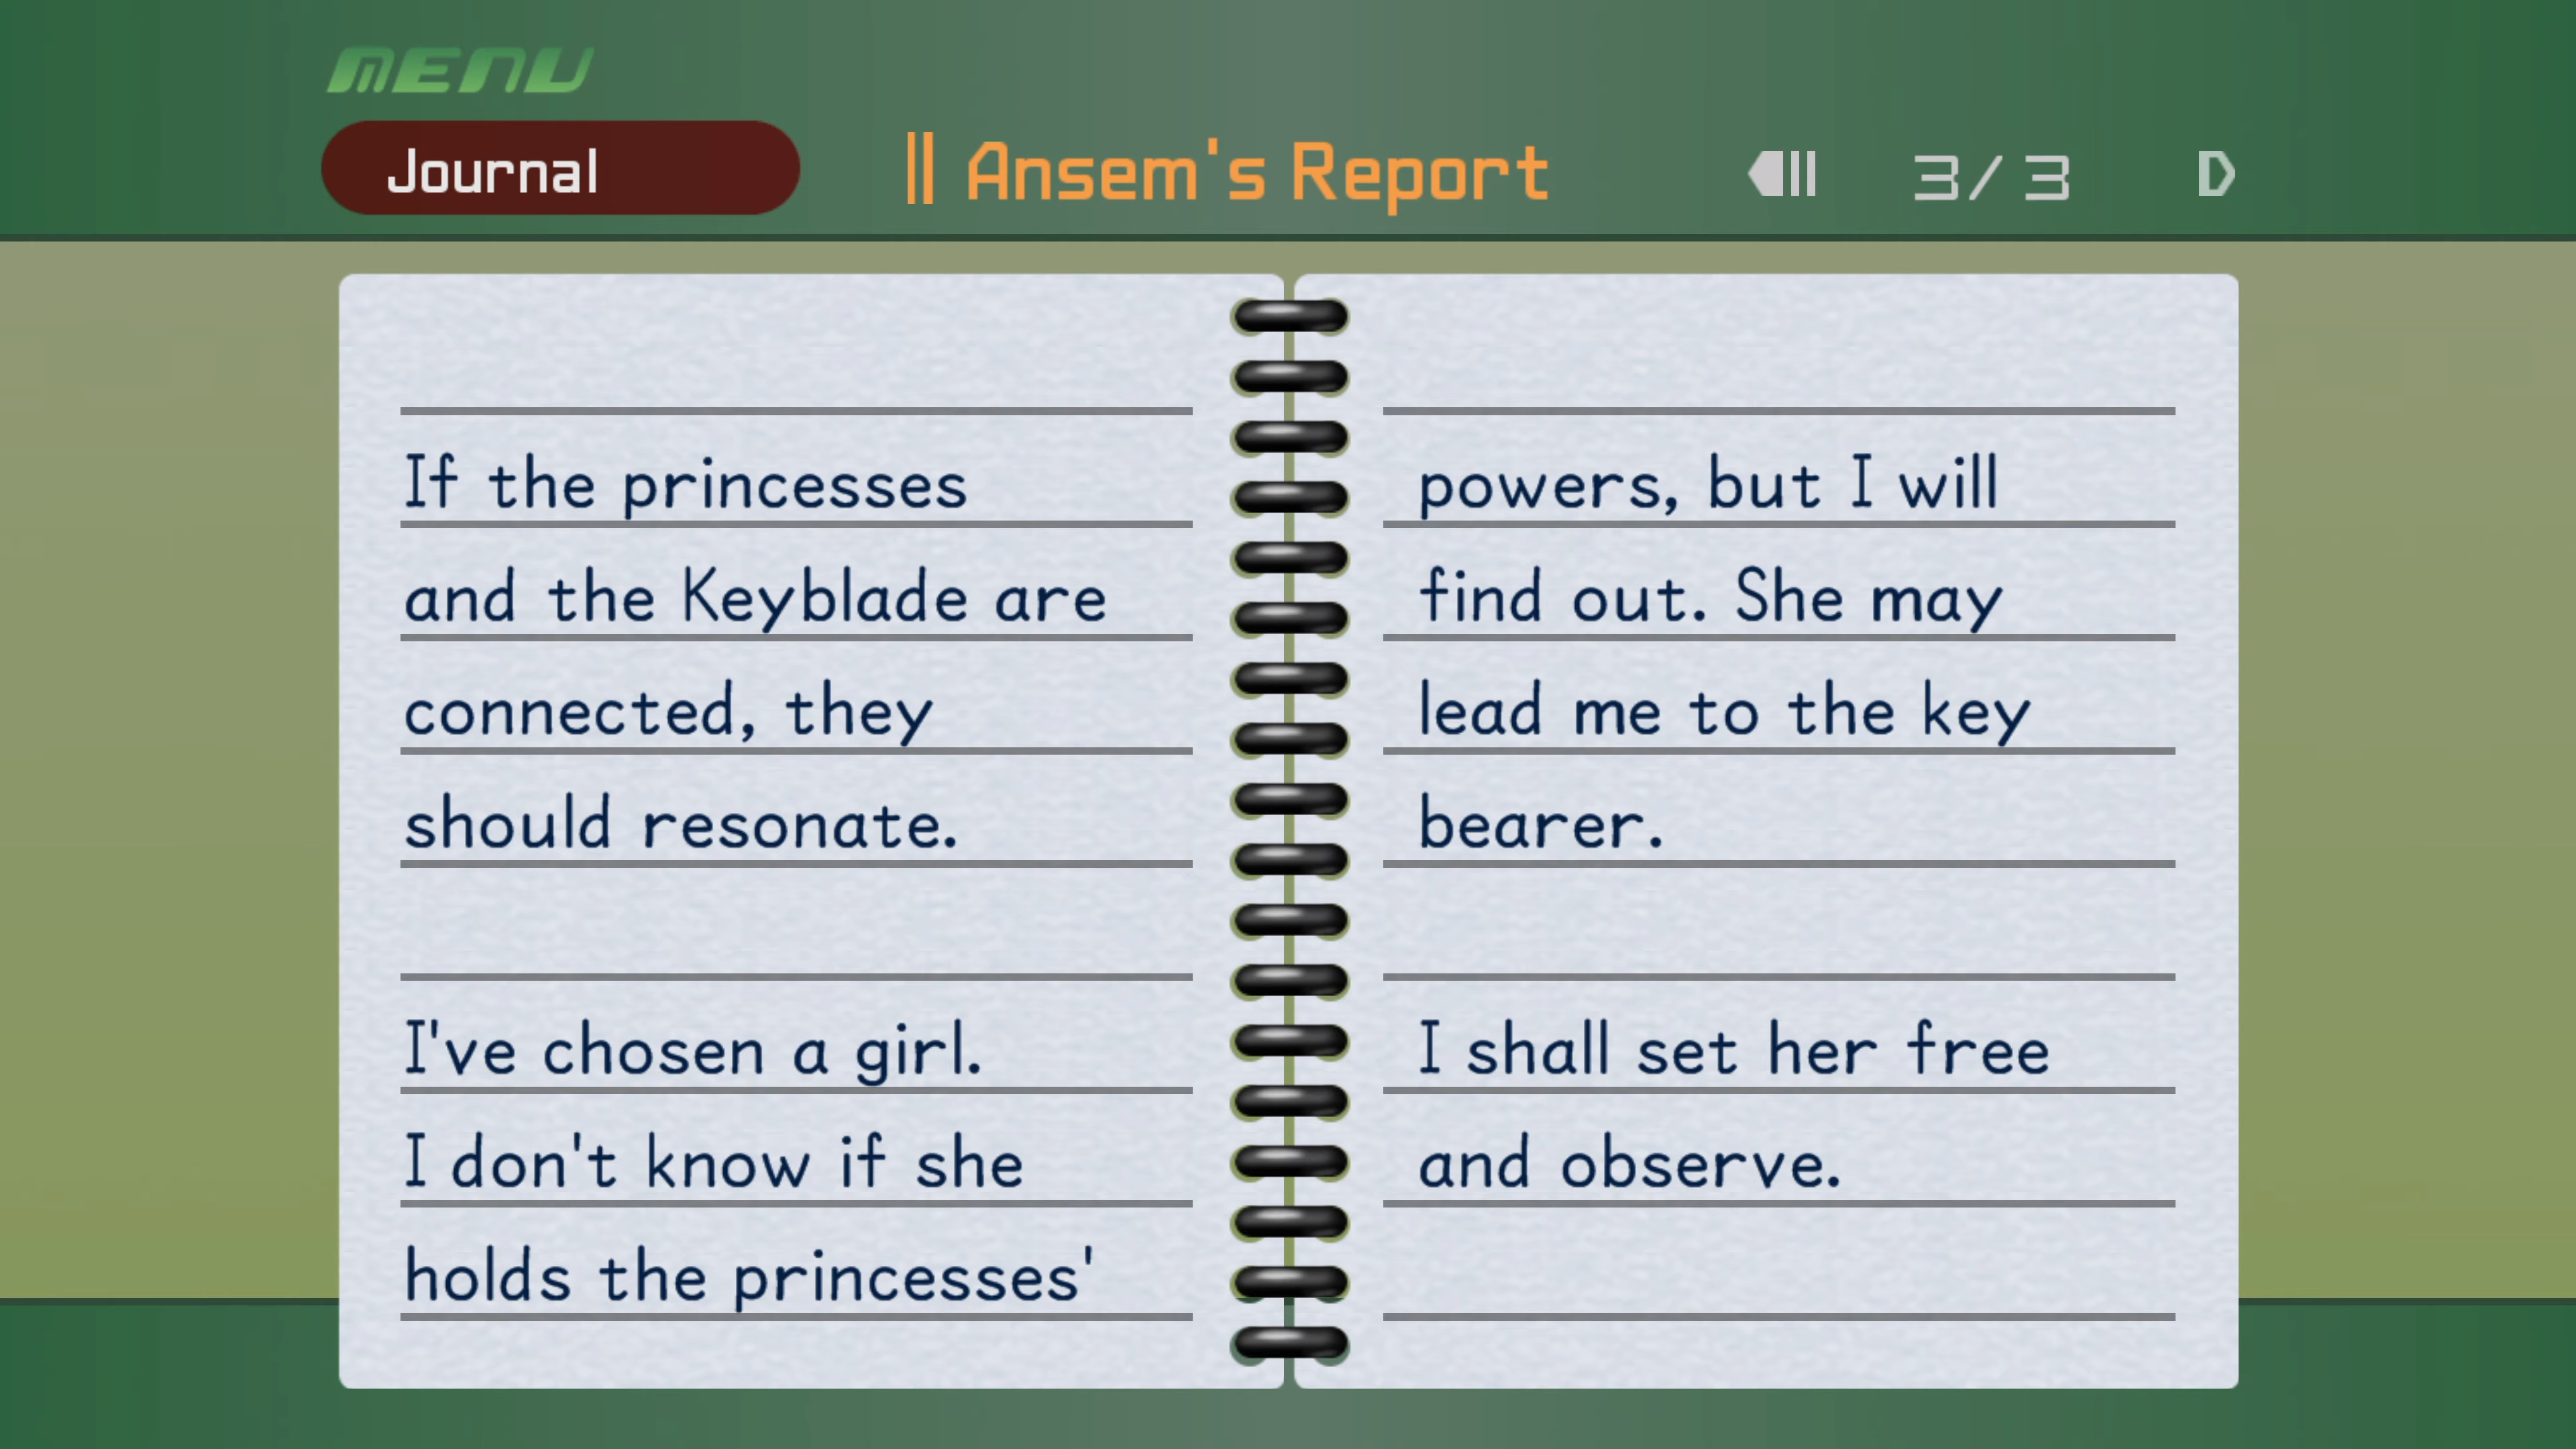 MENU
Journal
Ansem's Report
3/3
If the princesses
and the Keyblade are
connected, they
should resonate.
I've chosen a girl.
I don't know if she
holds the princesses'
powers, but I will
find out. She may
lead me to the key
bearer.
I shall set her free
and observe.